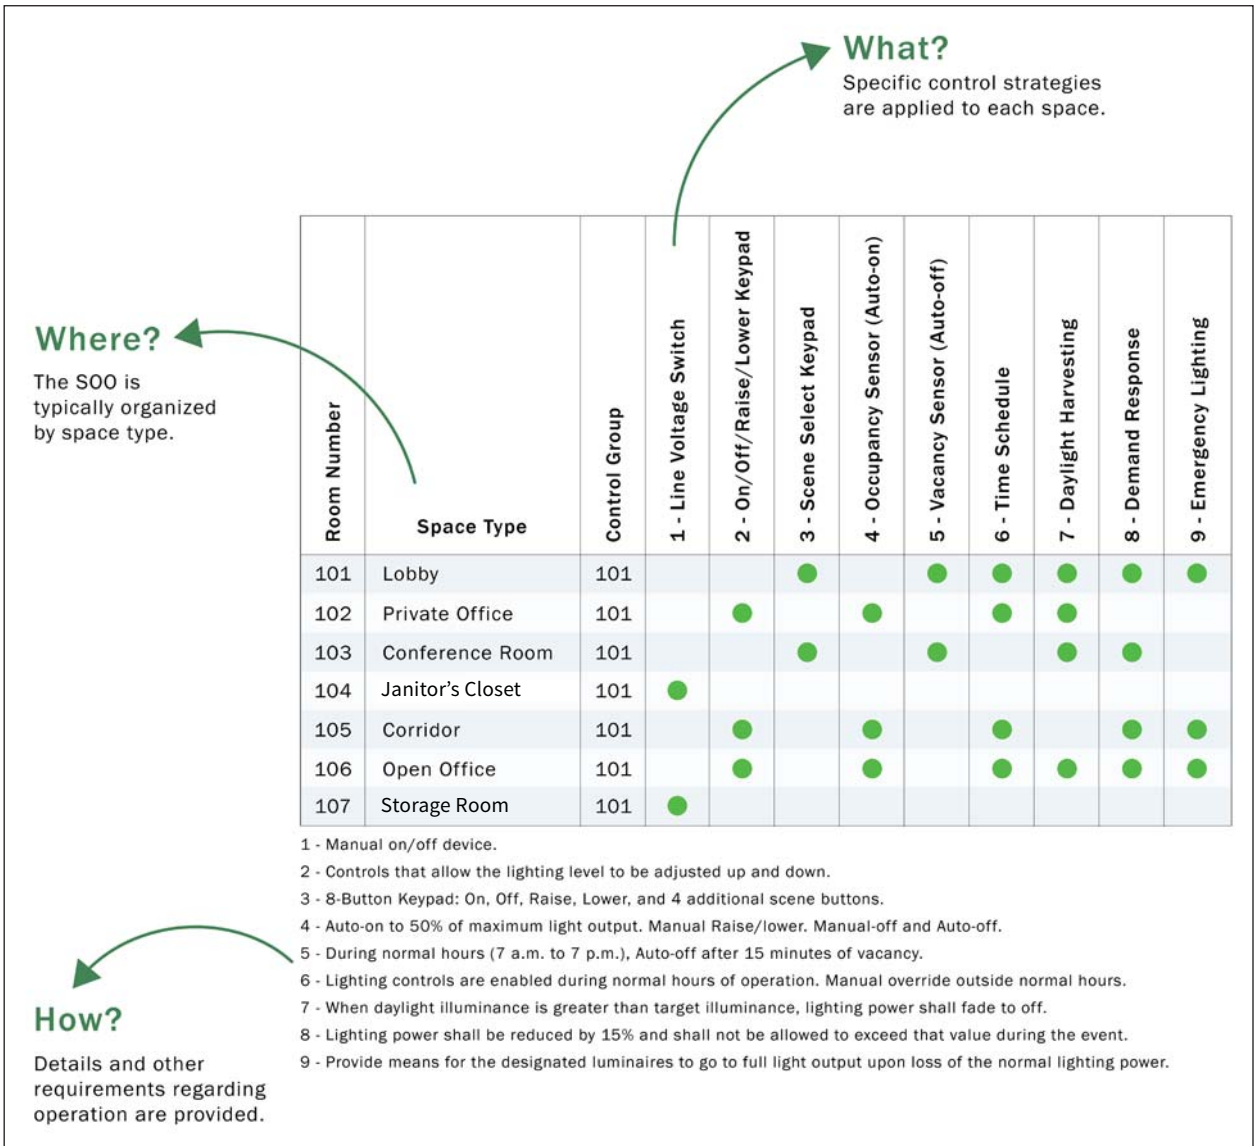 What?
Specific control strategies
are applied to each space.
Where?
The SOO is
typically organized
by space type.
Room Number
Space Type
Control Group
1 - Line Voltage Switch
2 - On/Off/Raise/Lower Keypad
3 - Scene Select Keypad
4 - Occupancy Sensor (Auto-on)
5 - Vacancy Sensor (Auto-off)
6 - Time Schedule
7 - Daylight Harvesting
8 - Demand Response
9 - Emergency Lighting
101 Lobby 101
102 Private Office 101
103 Conference Room 101
104 Janitor’s Closet 101
105 Corridor 101
106 Open Office 101
107 Storage Room 101
1 - Manual on/off device.
2 - Controls that allow the lighting level to be adjusted up and down.
3 - 8-Button Keypad: On, Off, Raise, Lower, and 4 additional scene buttons.
4 - Auto-on to 50% of maximum light output. Manual Raise/lower. Manual-off and Auto-off.
5 - During normal hours (7 a.m. to 7 p.m.), Auto-off after 15 minutes of vacancy.
6 - Lighting controls are enabled during normal hours of operation. Manual override outside normal hours.
7 - When daylight illuminance is greater than target illuminance, lighting power shall fade to off.
8 - Lighting power shall be reduced by 15% and shall not be allowed to exceed that value during the event.
9 - Provide means for the designated luminaires to go to full light output upon loss of the normal lighting power.
How?
Details and other
requirements regarding
operation are provided.